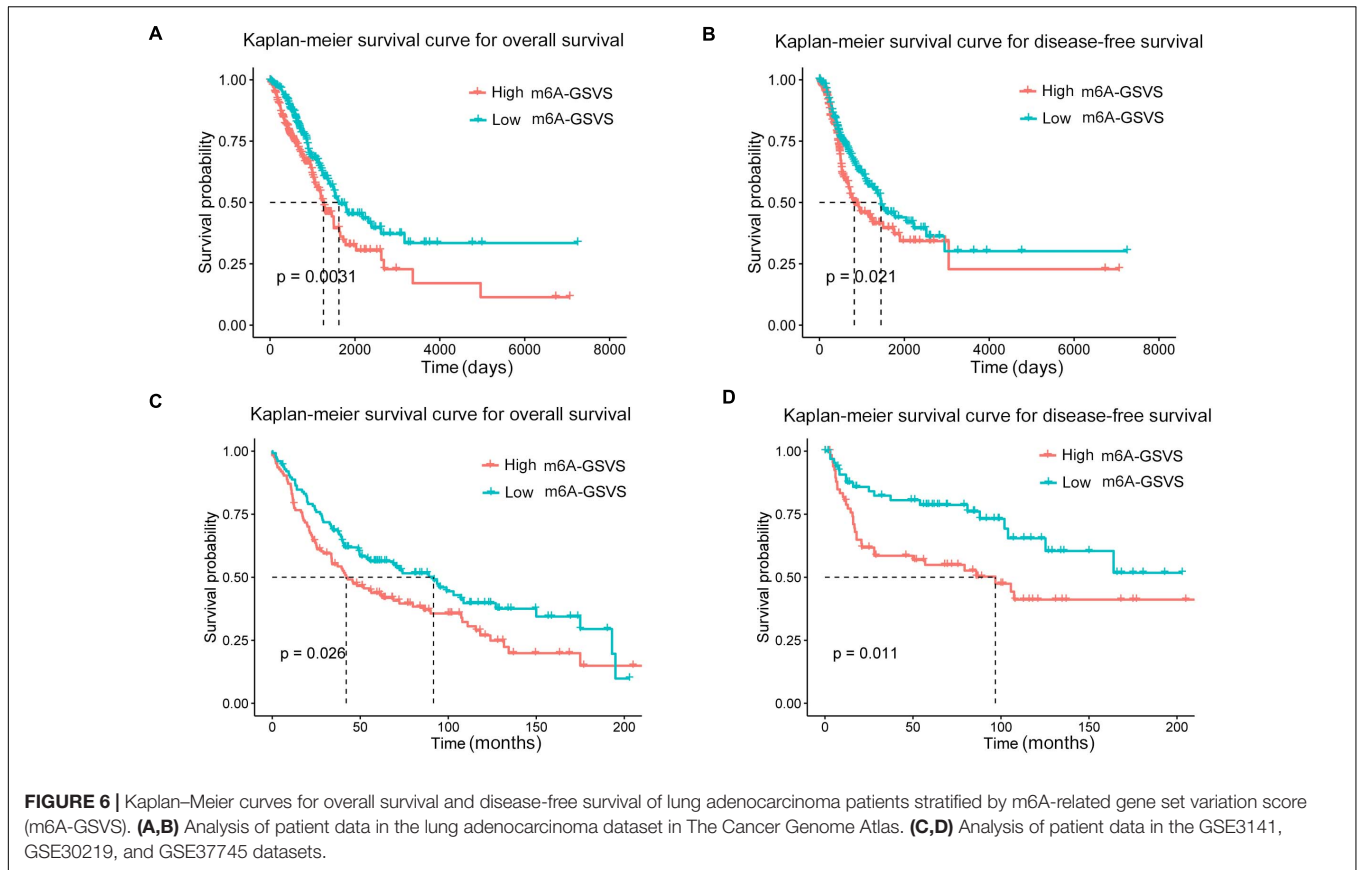 A
Kaplan-meier survival curve for overall survival
Survival probability
1.00
0.75
0.50
0.25
0.00
High m6A-GSVS
Low m6A-GSVS
p = 0.0031
0 2000 4000 6000 8000
Time (days)
B
Kaplan-meier survival curve for disease-free survival
Survival probability
1.00
0.75
0.50
0.25
0.00
High m6A-GSVS
Low m6A-GSVS
p = 0.021
0 2000 4000 6000 8000
Time (days)
C
Kaplan-meier survival curve for overall survival
Survival probability
1.00
0.75
0.50
0.25
0.00
High m6A-GSVS
Low m6A-GSVS
p = 0.026
0 50 100 150 200
Time (months)
D
Kaplan-meier survival curve for disease-free survival
Survival probability
1.00
0.75
0.50
0.25
0.00
High m6A-GSVS
Low m6A-GSVS
p = 0.011
0 50 100 150 200
Time (months)
FIGURE 6 | Kaplan–Meier curves for overall survival and disease-free survival of lung adenocarcinoma patients stratified by m6A-related gene set variation score
(m6A-GSVS). (A,B) Analysis of patient data in the lung adenocarcinoma dataset in The Cancer Genome Atlas. (C,D) Analysis of patient data in the GSE3141,
GSE30219, and GSE37745 datasets.